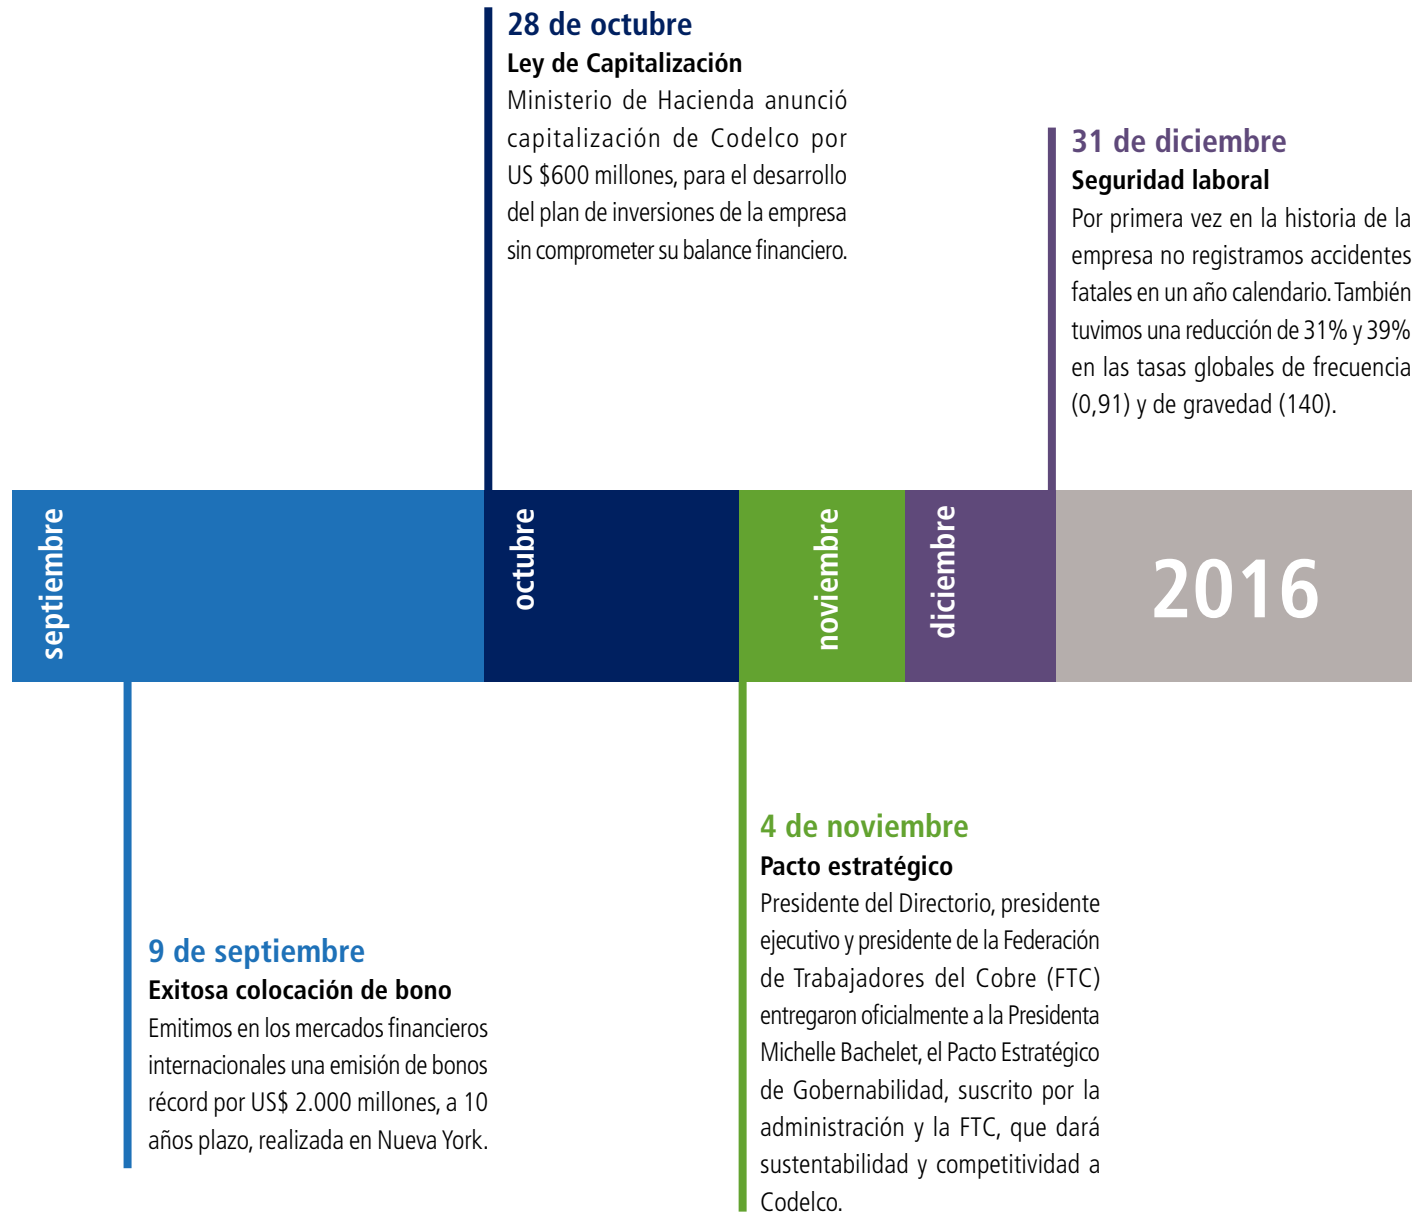 28 de octubre
Ley de Capitalización
Ministerio de Hacienda anunció
capitalización de Codelco por
US $600 millones, para el desarrollo
del plan de inversiones de la empresa
sin comprometer su balance financiero.
31 de diciembre
Seguridad laboral
Por primera vez en la historia de la
empresa no registramos accidentes
fatales en un año calendario. También
tuvimos una reducción de 31% y 39%
en las tasas globales de frecuencia
(0,91) y de gravedad (140).
septiembre
octubre
noviembre
diciembre
2016
9 de septiembre
Exitosa colocación de bono
Emitimos en los mercados financieros
internacionales una emisión de bonos
récord por US$ 2.000 millones, a 10
años plazo, realizada en Nueva York.
4 de noviembre
Pacto estratégico
Presidente del Directorio, presidente
ejecutivo y presidente de la Federación
de Trabajadores del Cobre (FTC)
entregaron oficialmente a la Presidenta
Michelle Bachelet, el Pacto Estratégico
de Gobernabilidad, suscrito por la
administración y la FTC, que dará
sustentabilidad y competitividad a
Codelco.